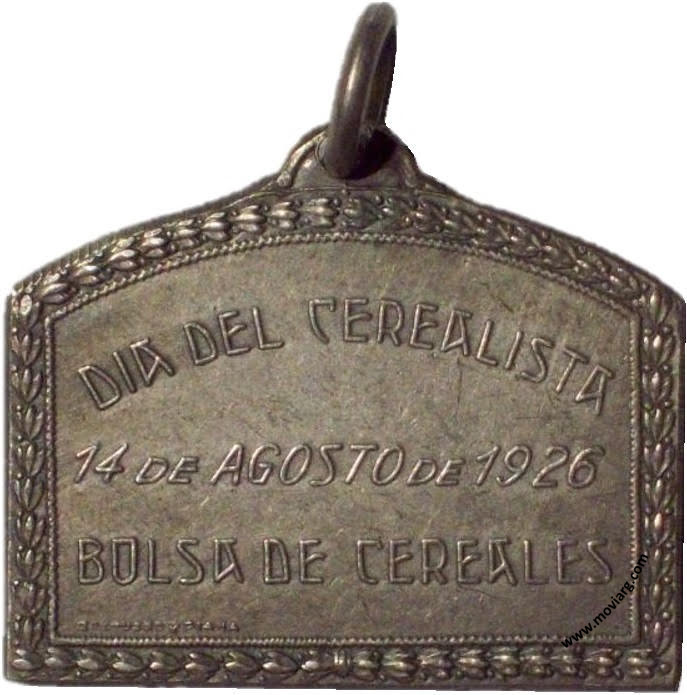 DIA DEL CEREALISTA
14 DE AGOSTO DE 1926
BOLSA DE CEREALES
www.moviarg.com